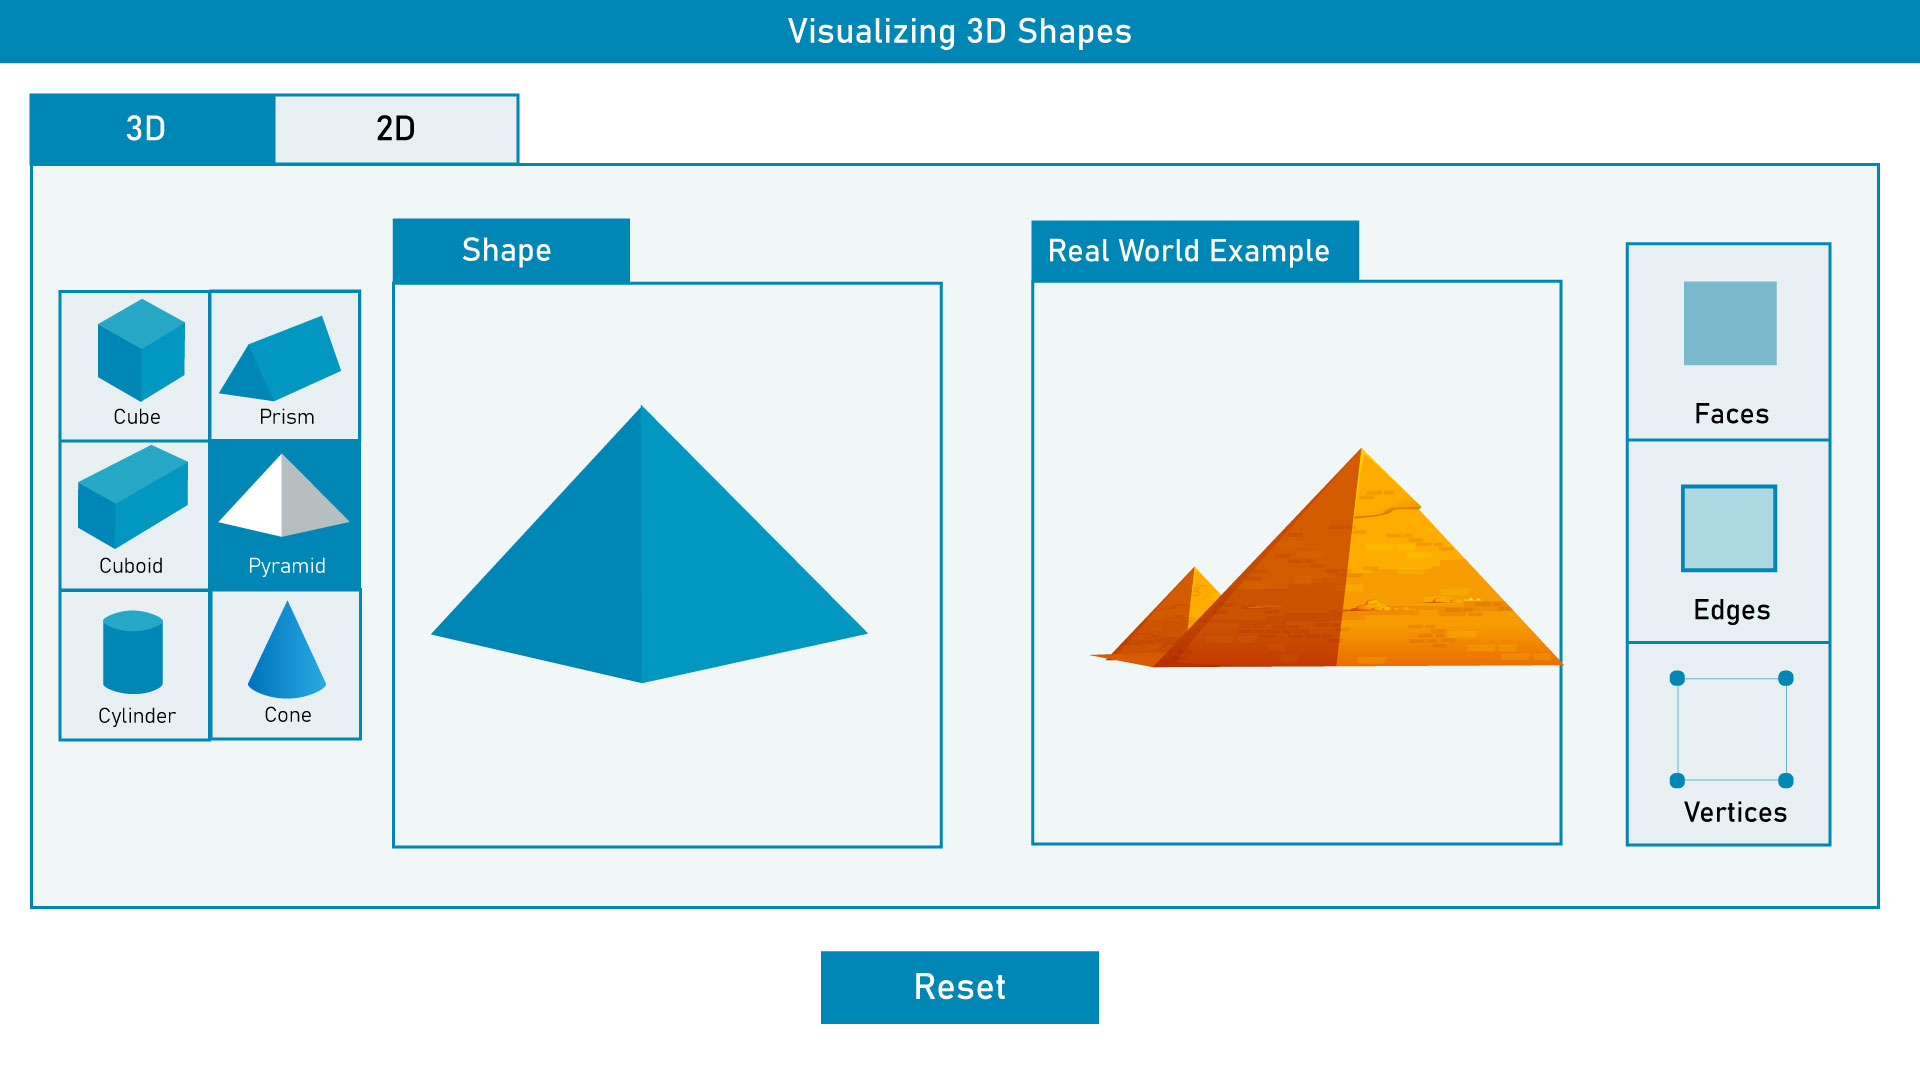 Visualizing 3D Shapes
3D
2D
Shape
Real World Example
Cube
Prism
Cuboid
Pyramid
Cylinder
Cone
Faces
Edges
Vertices
Reset